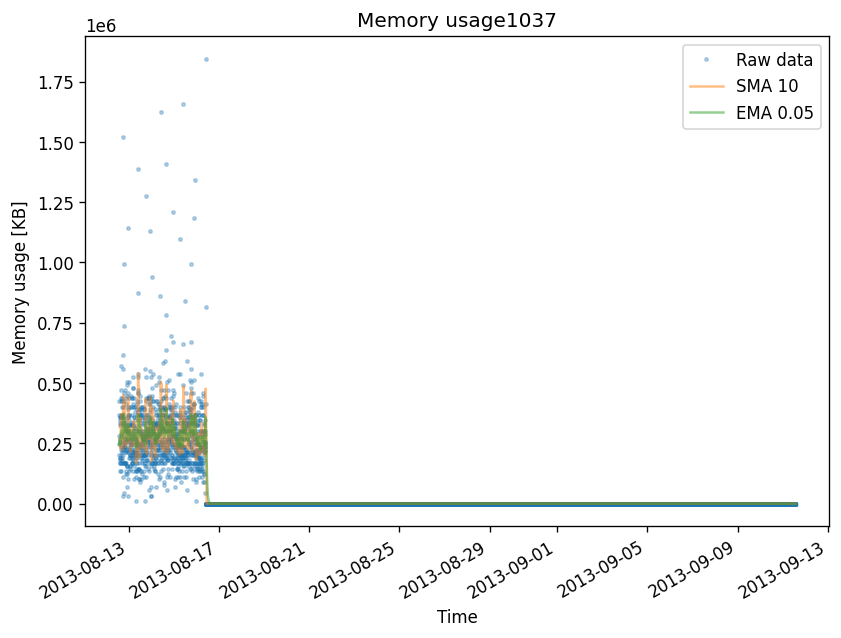 Memory usage1037
1e6
Raw data
SMA 10
EMA 0.05
1.75
1.50
1.25
1.00
0.75
0.50
0.25
0.00
Memory usage [KB]
2013-08-13
2013-08-17
2013-08-21
2013-08-25
2013-08-29
2013-09-01
2013-09-05
2013-09-09
2013-09-13
Time